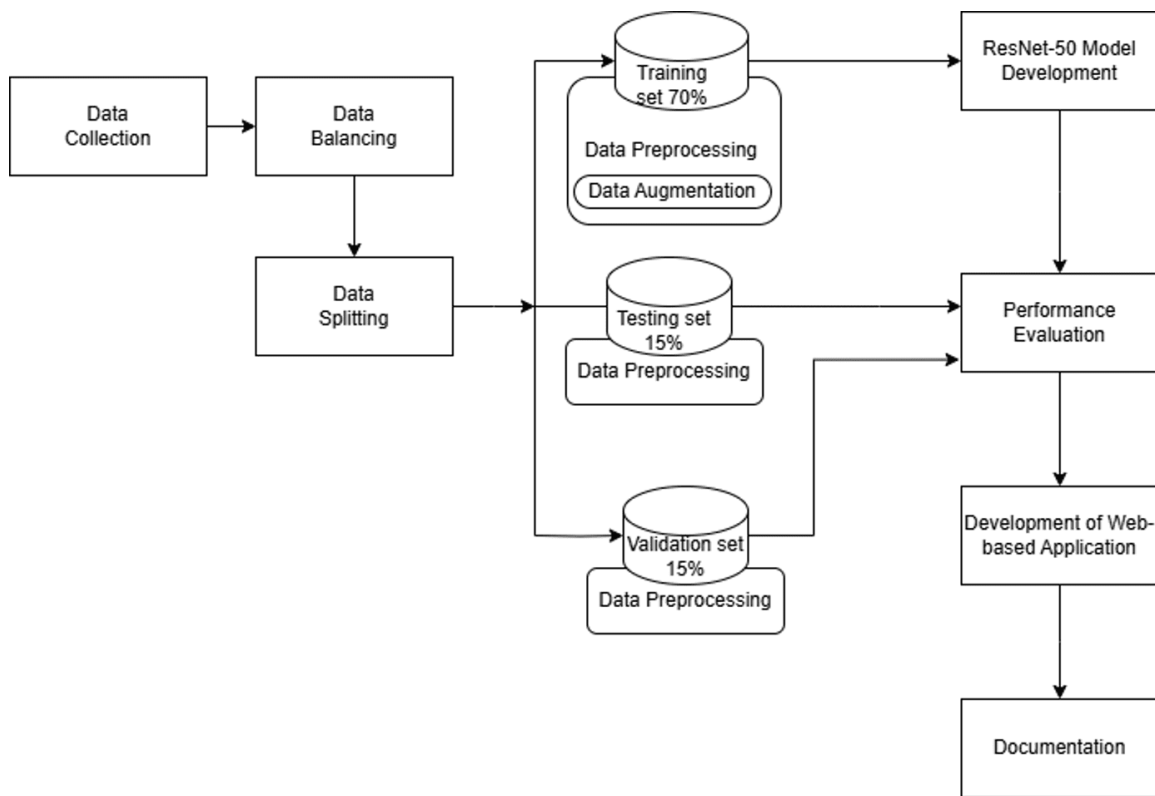 Data
Collection
Data
Balancing
Data
Splitting
Training
set 70%
Data Preprocessing
Data Augmentation
Testing set
15%
Data Preprocessing
Validation set
15%
Data Preprocessing
ResNet-50 Model
Development
Performance
Evaluation
Development of Web-
based Application
Documentation